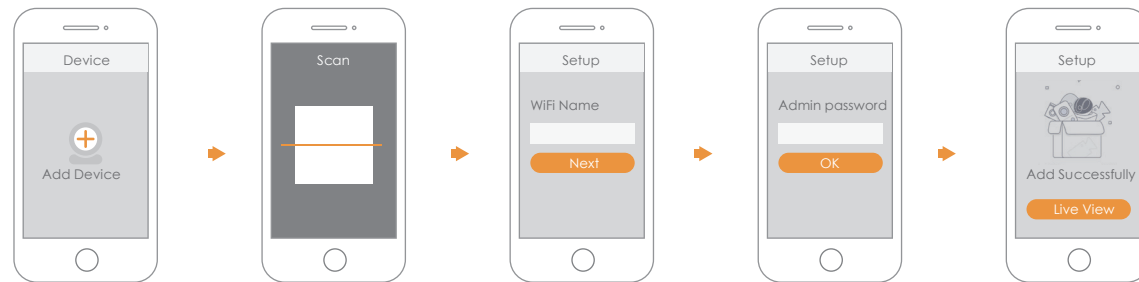 Device
Add Device
Scan
Setup
WiFi Name
Next
Setup
Admin password
OK
Setup
Add Successfully
Live View